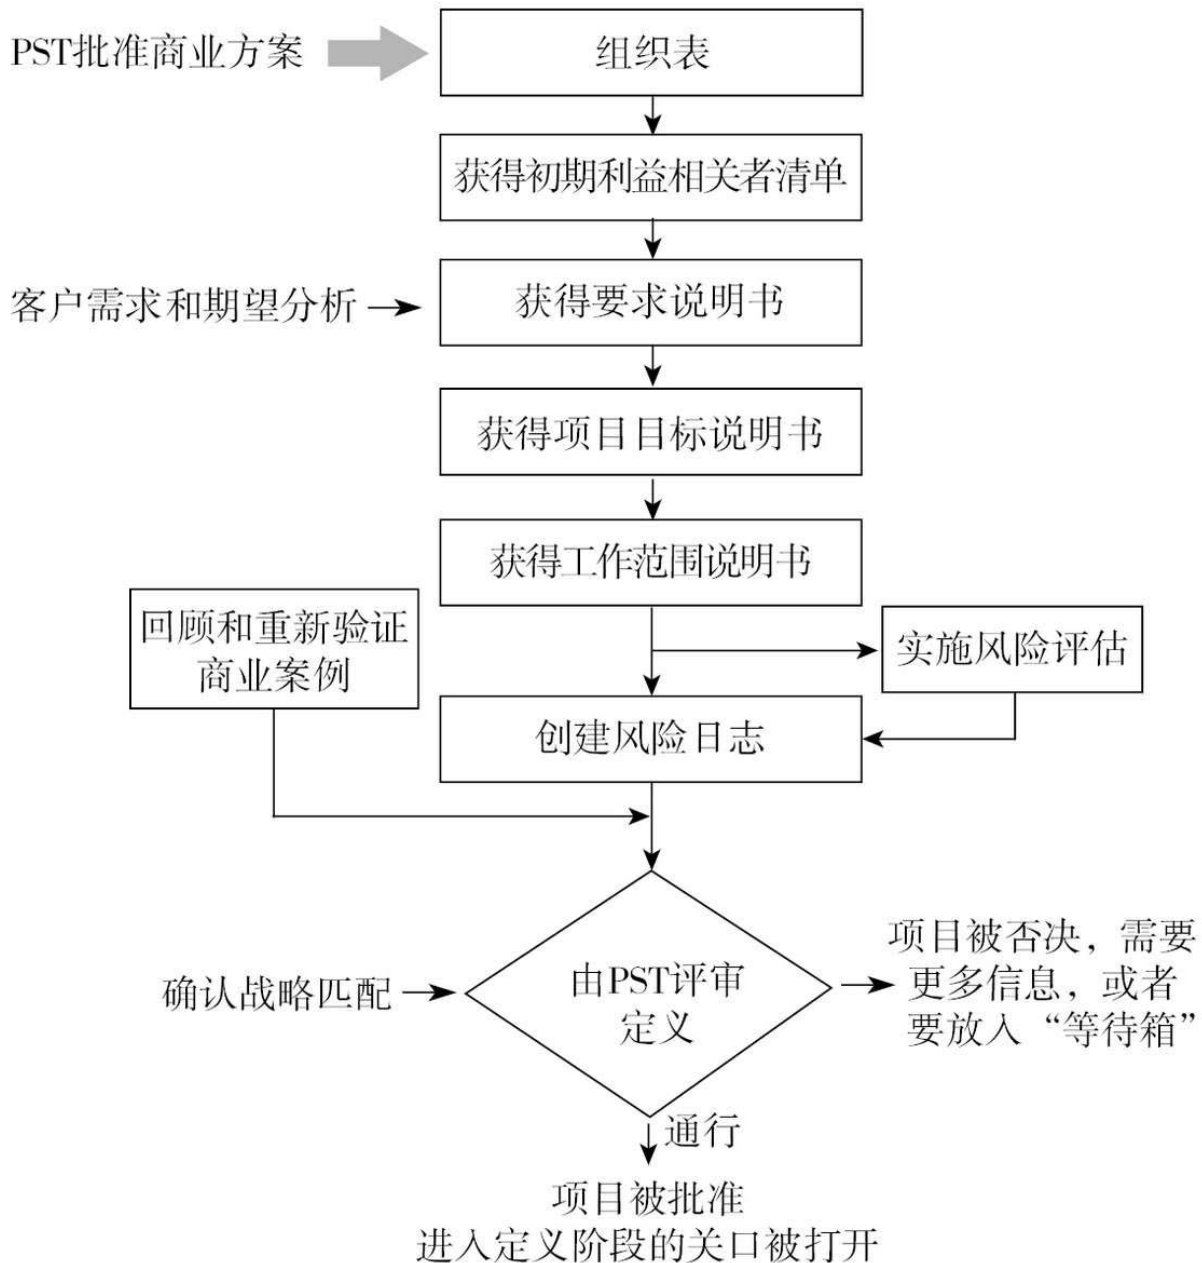 PST批准商业方案
组织表
获得初期利益相关者清单
客户需求和期望分析
获得要求说明书
获得项目目标说明书
获得工作范围说明书
回顾和重新验证
商业案例
实施风险评估
创建风险日志
确认战略匹配
由PST评审
定义
项目被否决，需要
更多信息，或者
要放入“等待箱”
通行
项目被批准
进入定义阶段的关口被打开